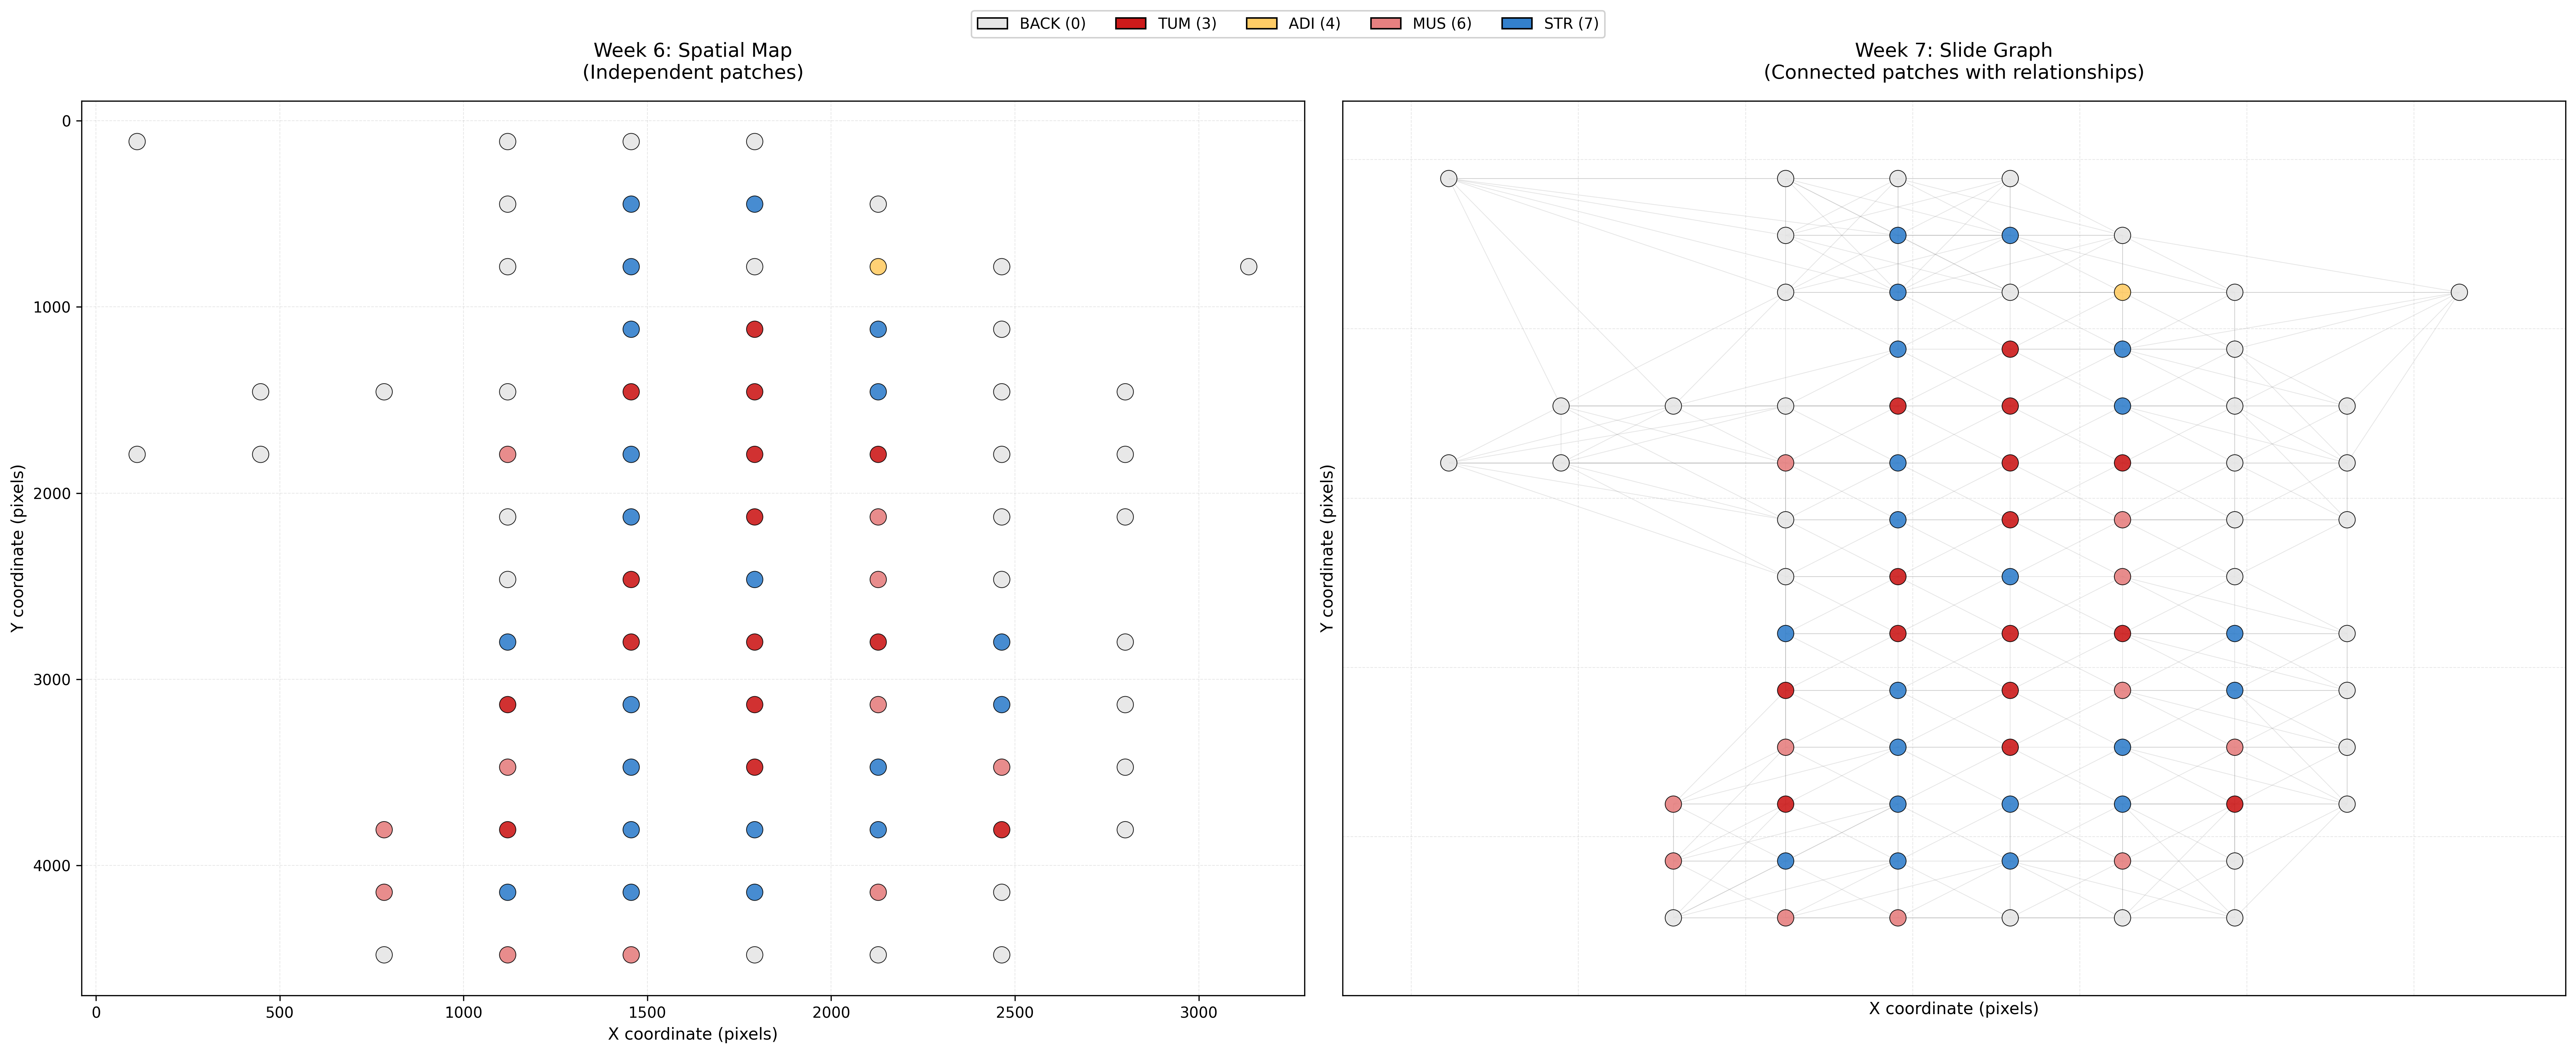 BACK (0) TUM (3) ADI (4) MUS (6) STR (7)
Week 6: Spatial Map
(Independent patches)
0
1000
2000
3000
4000
Y coordinate (pixels)
0 500 1000 1500 2000 2500 3000
X coordinate (pixels)
Week 7: Slide Graph
(Connected patches with relationships)
Y coordinate (pixels)
X coordinate (pixels)